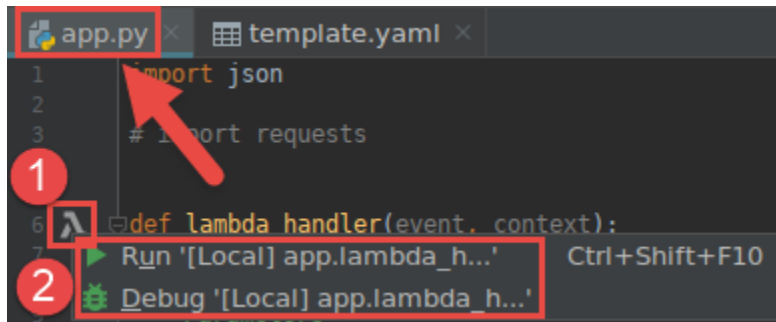 app.py × template.yaml ×
1 import json
2
3 # import requests
1
6 def lambda_handler(event, context):
7 Run '[Local] app.lambda_h...' Ctrl+Shift+F10
2
Debug '[Local] app.lambda_h...'